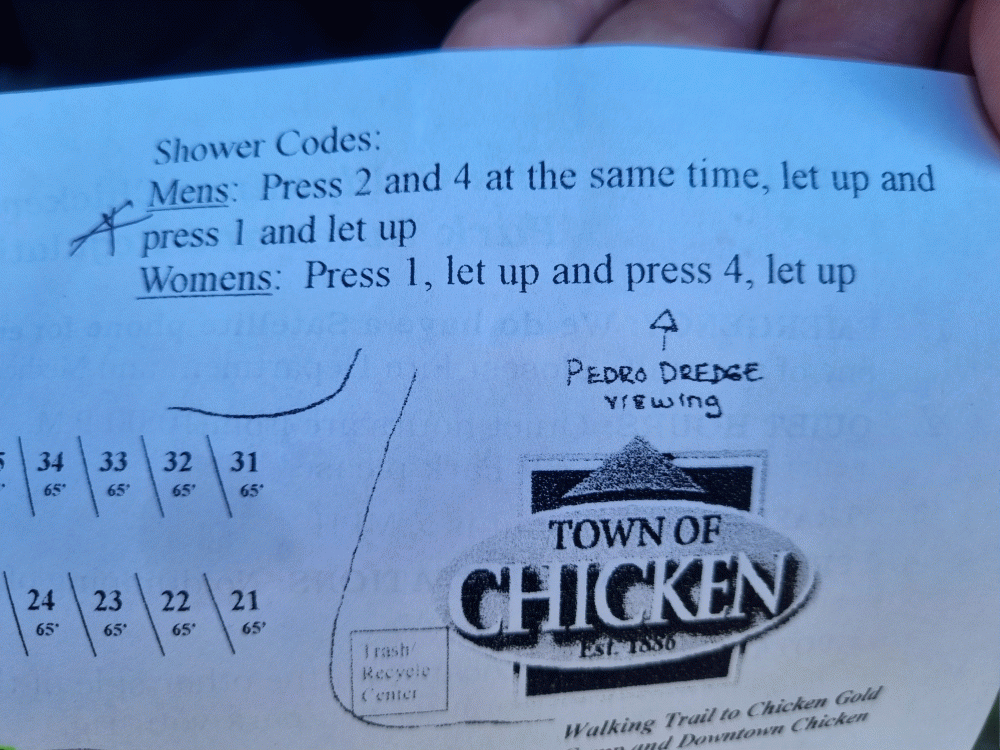 Shower Codes:
Mens: Press 2 and 4 at the same time, let up and
press 1 and let up
Womens: Press 1, let up and press 4, let up
PEDRO DREDGE
VIEWING
34 33 32 31
65' 65' 65' 65'
TOWN OF
CHICKEN
Est. 1886
24 23 22 21
65' 65' 65' 65'
Trash/
Recycle
Center
Walking Trail to Chicken Gold
and Downtown Chicken